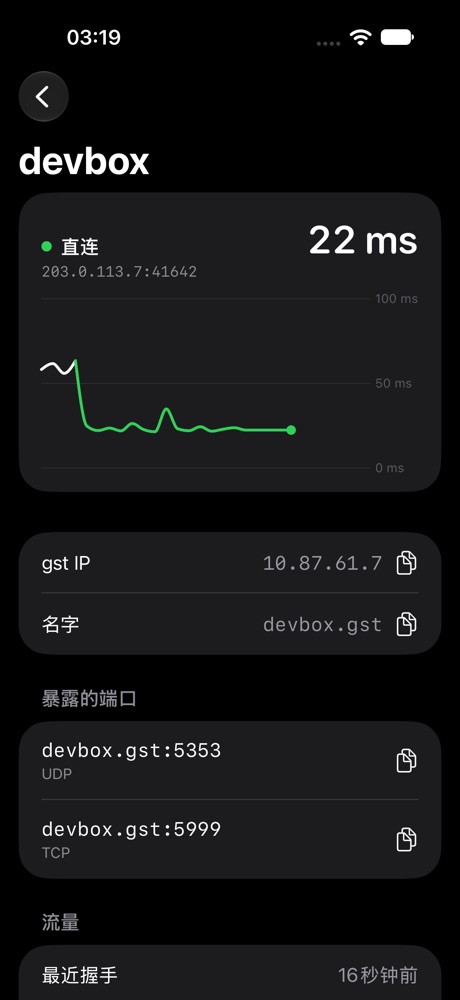 03:19
devbox
直连
22 ms
203.0.113.7:41642
100 ms
50 ms
0 ms
gst IP
10.87.61.7
名字
devbox.gst
暴露的端口
devbox.gst:5353
UDP
devbox.gst:5999
TCP
流量
最近握手
16秒钟前